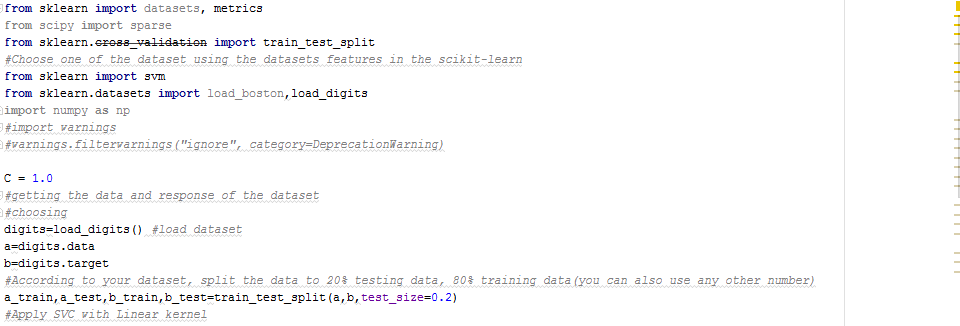 from sklearn import datasets, metrics
from scipy import sparse
from sklearn.cross_validation import train_test_split
#Choose one of the dataset using the datasets features in the scikit-learn
from sklearn import svm
from sklearn.datasets import load_boston,load_digits
import numpy as np
#import warnings
#warnings.filterwarnings("ignore", category=DeprecationWarning)
C = 1.0
#getting the data and response of the dataset
#choosing
digits=load_digits() #load dataset
a=digits.data
b=digits.target
#According to your dataset, split the data to 20% testing data, 80% training data(you can also use any other number)
a_train,a_test,b_train,b_test=train_test_split(a,b,test_size=0.2)
#Apply SVC with Linear kernel